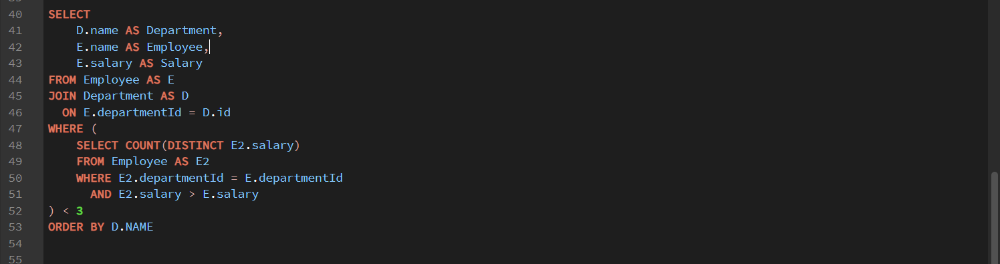 40 SELECT
41     D.name AS Department,
42     E.name AS Employee,
43     E.salary AS Salary
44 FROM Employee AS E
45 JOIN Department AS D
46   ON E.departmentId = D.id
47 WHERE (
48     SELECT COUNT(DISTINCT E2.salary)
49     FROM Employee AS E2
50     WHERE E2.departmentId = E.departmentId
51       AND E2.salary > E.salary
52 ) < 3
53 ORDER BY D.NAME
54
55